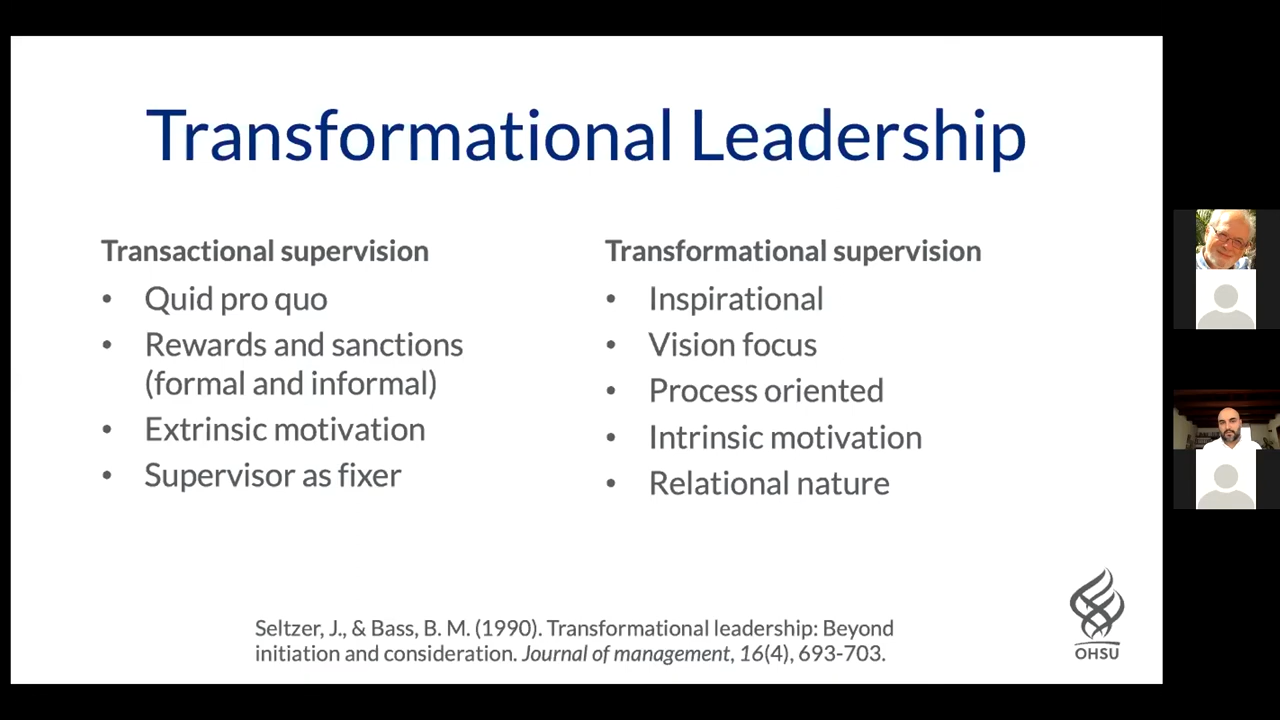 Transformational Leadership
Transactional supervision
• Quid pro quo
• Rewards and sanctions
(formal and informal)
• Extrinsic motivation
• Supervisor as fixer
Transformational supervision
• Inspirational
• Vision focus
• Process oriented
• Intrinsic motivation
• Relational nature
Seltzer, J., & Bass, B. M. (1990). Transformational leadership: Beyond
initiation and consideration. Journal of management, 16(4), 693-703.
OHSU